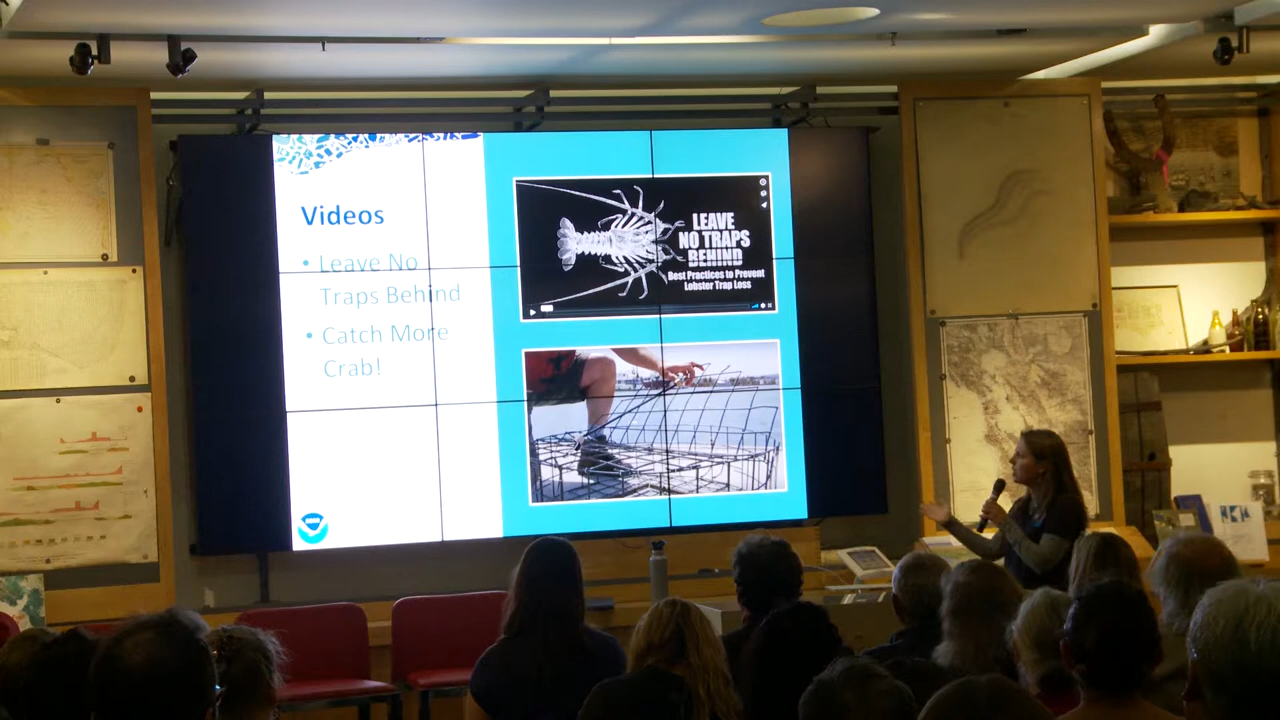 Videos
• Leave No
Traps Behind
• Catch More
Crab!
LEAVE
NO TRAPS
BEHIND
Best Practices to Prevent
Lobster Trap Loss